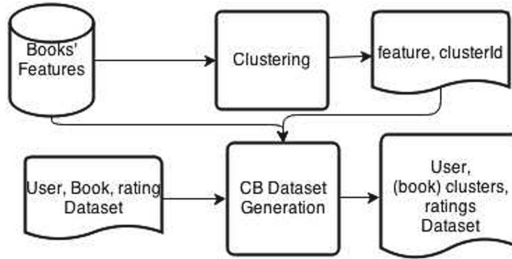 Books'
Features
Clustering
feature, clusterId
User, Book, rating
Dataset
CB Dataset
Generation
User,
(book) clusters,
ratings
Dataset